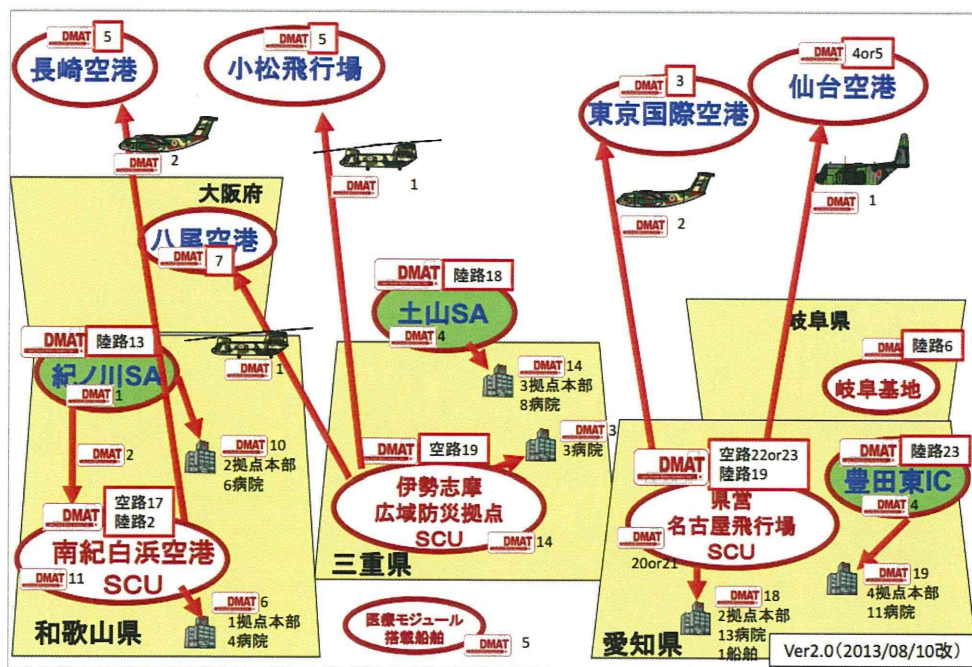 DMAT 5
長崎空港
DMAT 5
小松飛行場
DMAT 3
東京国際空港
DMAT 4or5
仙台空港
DMAT 2
DMAT 1
DMAT 2
DMAT 1
大阪府
八尾空港
DMAT 7
DMAT 陸路18
土山SA
DMAT 4
岐阜県
DMAT 陸路6
岐阜基地
DMAT 陸路13
紀ノ川SA
DMAT 1
DMAT 1
DMAT 14
3拠点本部
8病院
DMAT 2
DMAT 10
2拠点本部
6病院
DMAT 空路19
DMAT 3
3病院
伊勢志摩
広域防災拠点
SCU
DMAT 14
三重県
DMAT 空路22or23
陸路19
県営
名古屋飛行場
SCU
DMAT
20or21
DMAT 陸路23
豊田東IC
DMAT 4
DMAT 空路17
陸路2
南紀白浜空港
SCU
DMAT 11
DMAT 6
1拠点本部
4病院
和歌山県
医療モジュール
搭載船舶
DMAT 5
DMAT 18
2拠点本部
13病院
1船舶
DMAT 19
4拠点本部
11病院
愛知県
Ver2.0(2013/08/10改)